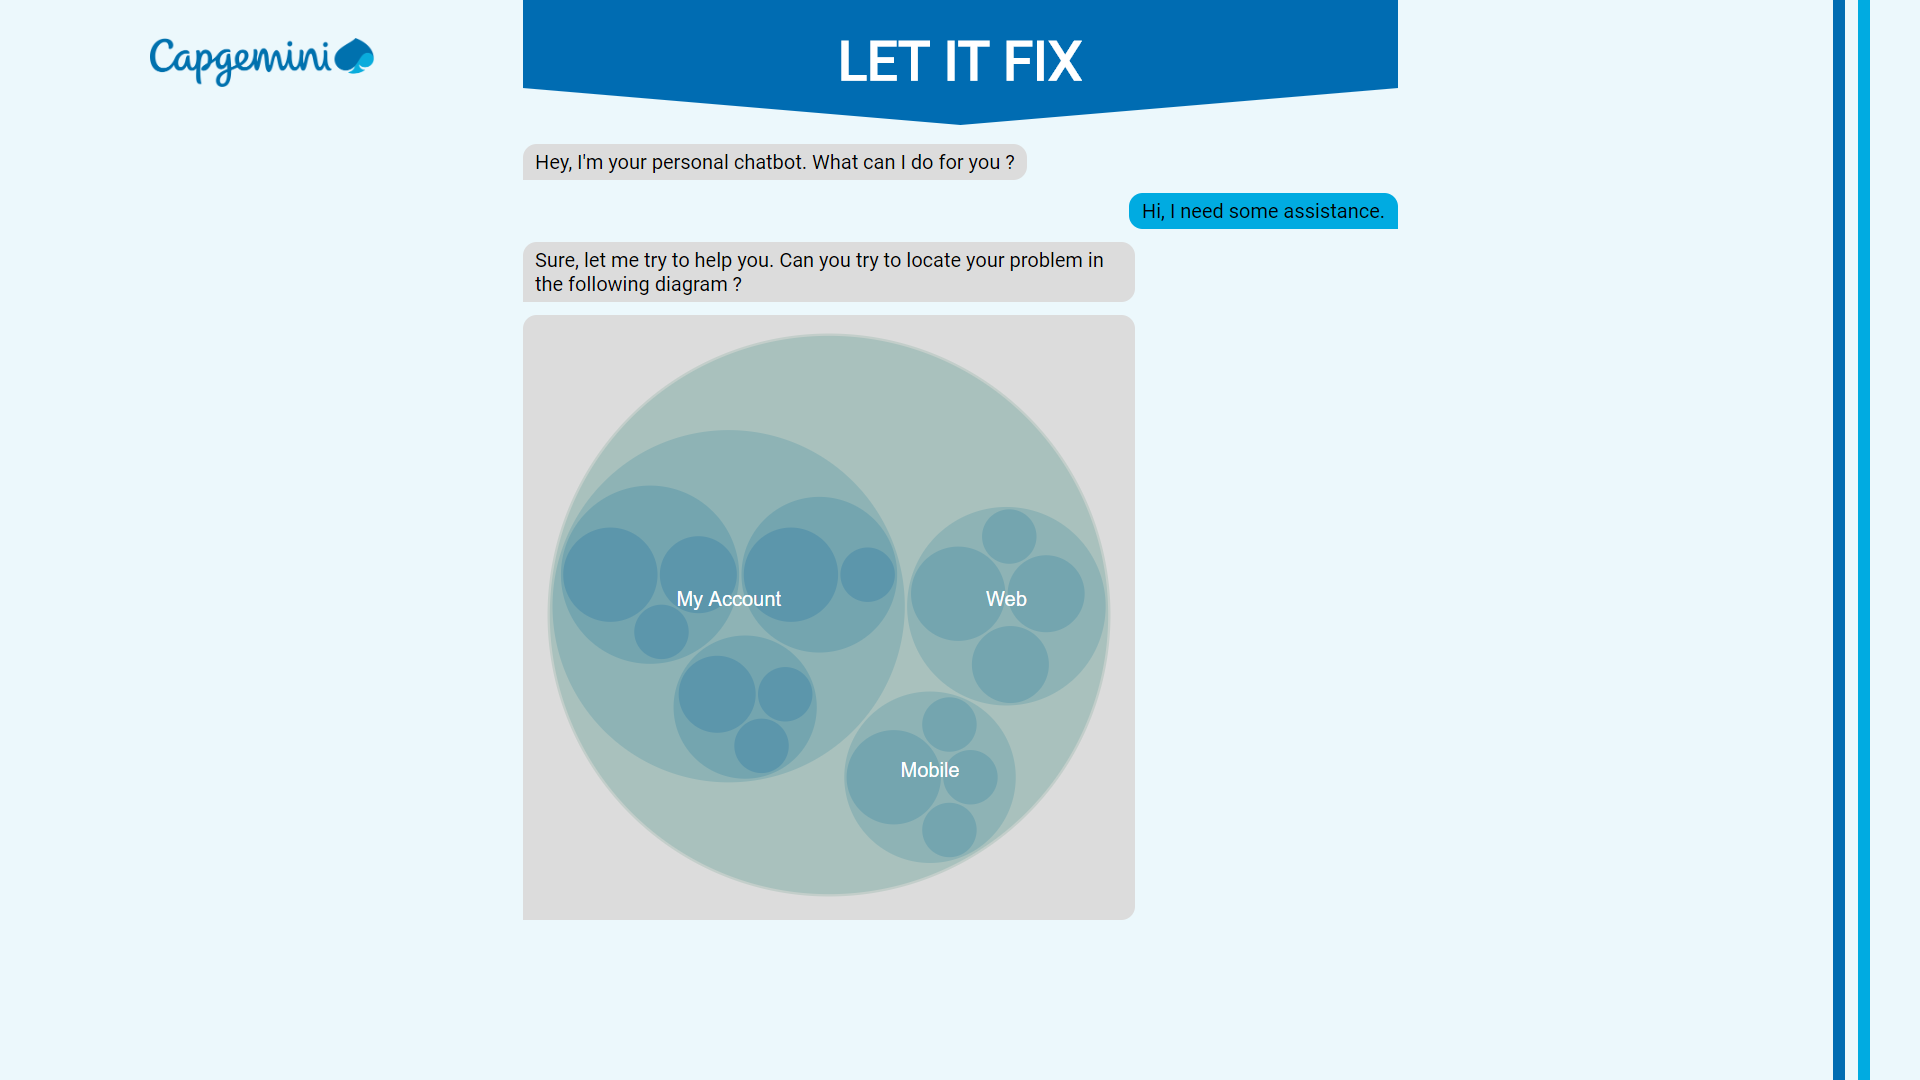 Capgemini
LET IT FIX
Hey, I'm your personal chatbot. What can I do for you ?
Hi, I need some assistance.
Sure, let me try to help you. Can you try to locate your problem in
the following diagram ?
My Account
Web
Mobile